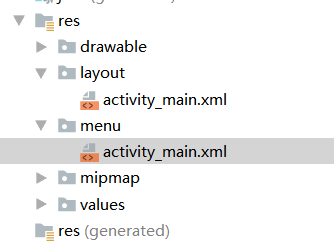 res
drawable
layout
activity_main.xml
menu
activity_main.xml
mipmap
values
res (generated)